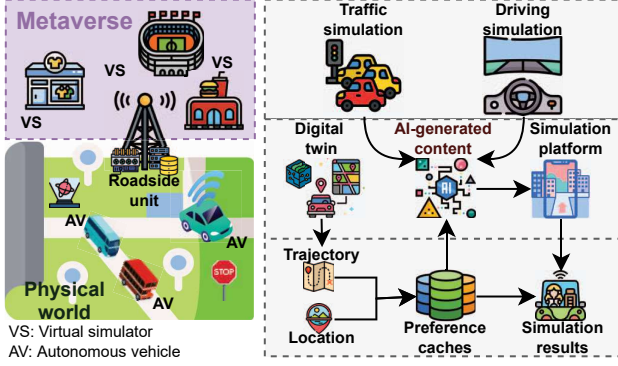 Metaverse
VS
VS
VS
Roadside
unit
AV
AV
AV
STOP
Physical
world
VS: Virtual simulator
AV: Autonomous vehicle
Traffic
simulation
Driving
simulation
Digital
twin
AI-generated
content
AI
Simulation
platform
Trajectory
Location
Preference
caches
Simulation
results